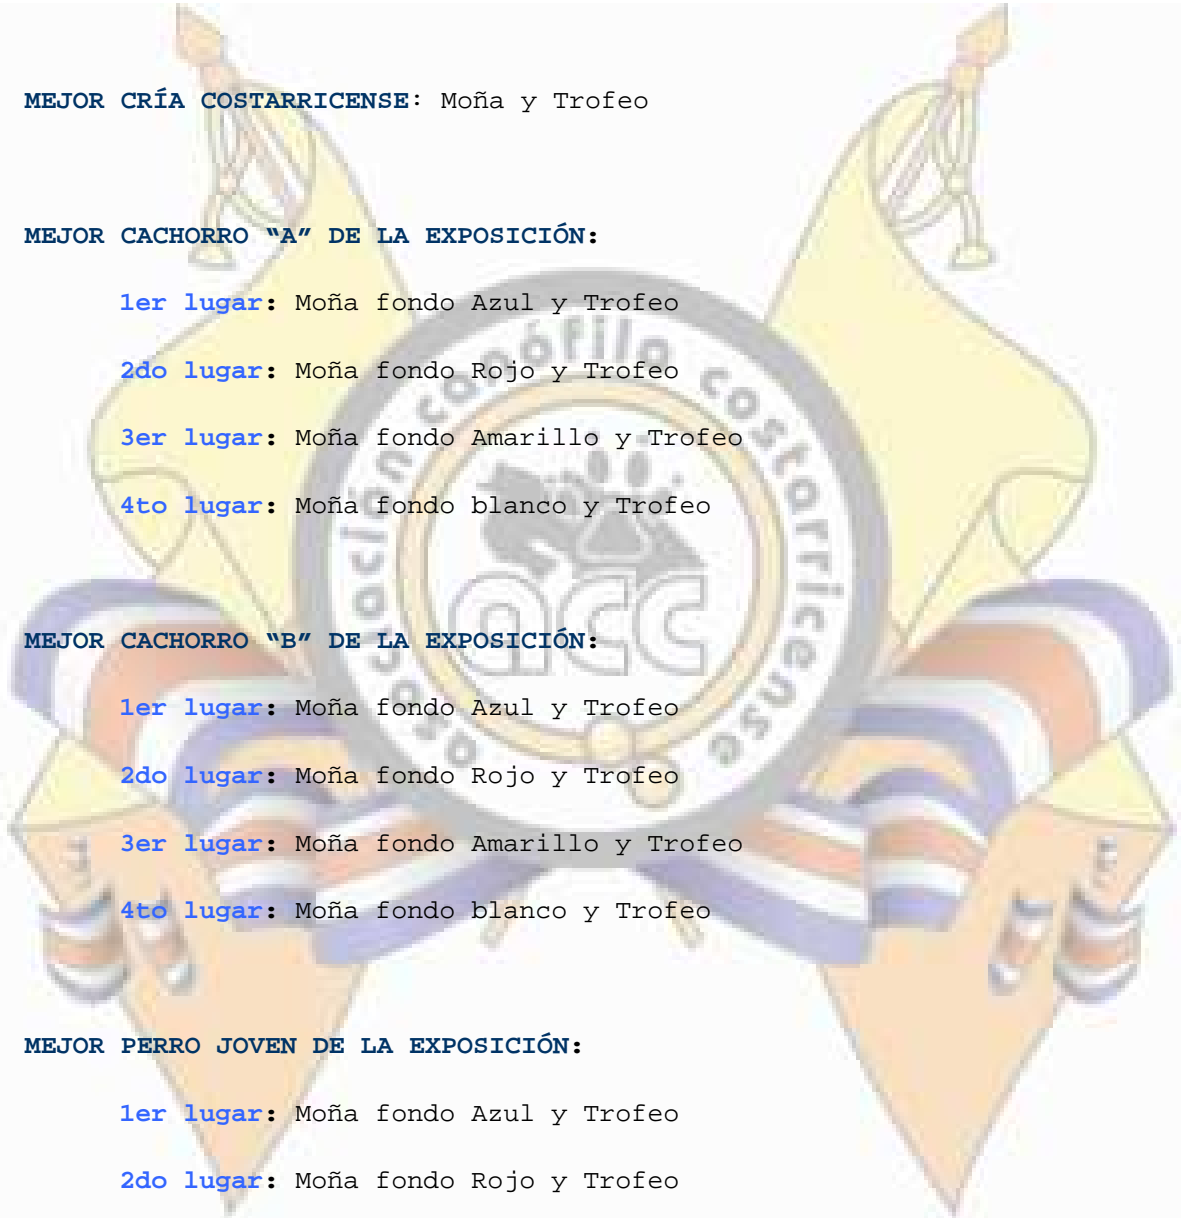 MEJOR CRÍA COSTARRICENSE: Moña y Trofeo
MEJOR CACHORRO “A” DE LA EXPOSICIÓN:
1er lugar: Moña fondo Azul y Trofeo
2do lugar: Moña fondo Rojo y Trofeo
3er lugar: Moña fondo Amarillo y Trofeo
4to lugar: Moña fondo blanco y Trofeo
MEJOR CACHORRO “B” DE LA EXPOSICIÓN:
1er lugar: Moña fondo Azul y Trofeo
2do lugar: Moña fondo Rojo y Trofeo
3er lugar: Moña fondo Amarillo y Trofeo
4to lugar: Moña fondo blanco y Trofeo
MEJOR PERRO JOVEN DE LA EXPOSICIÓN:
1er lugar: Moña fondo Azul y Trofeo
2do lugar: Moña fondo Rojo y Trofeo
asociación canófila costarricense
acc